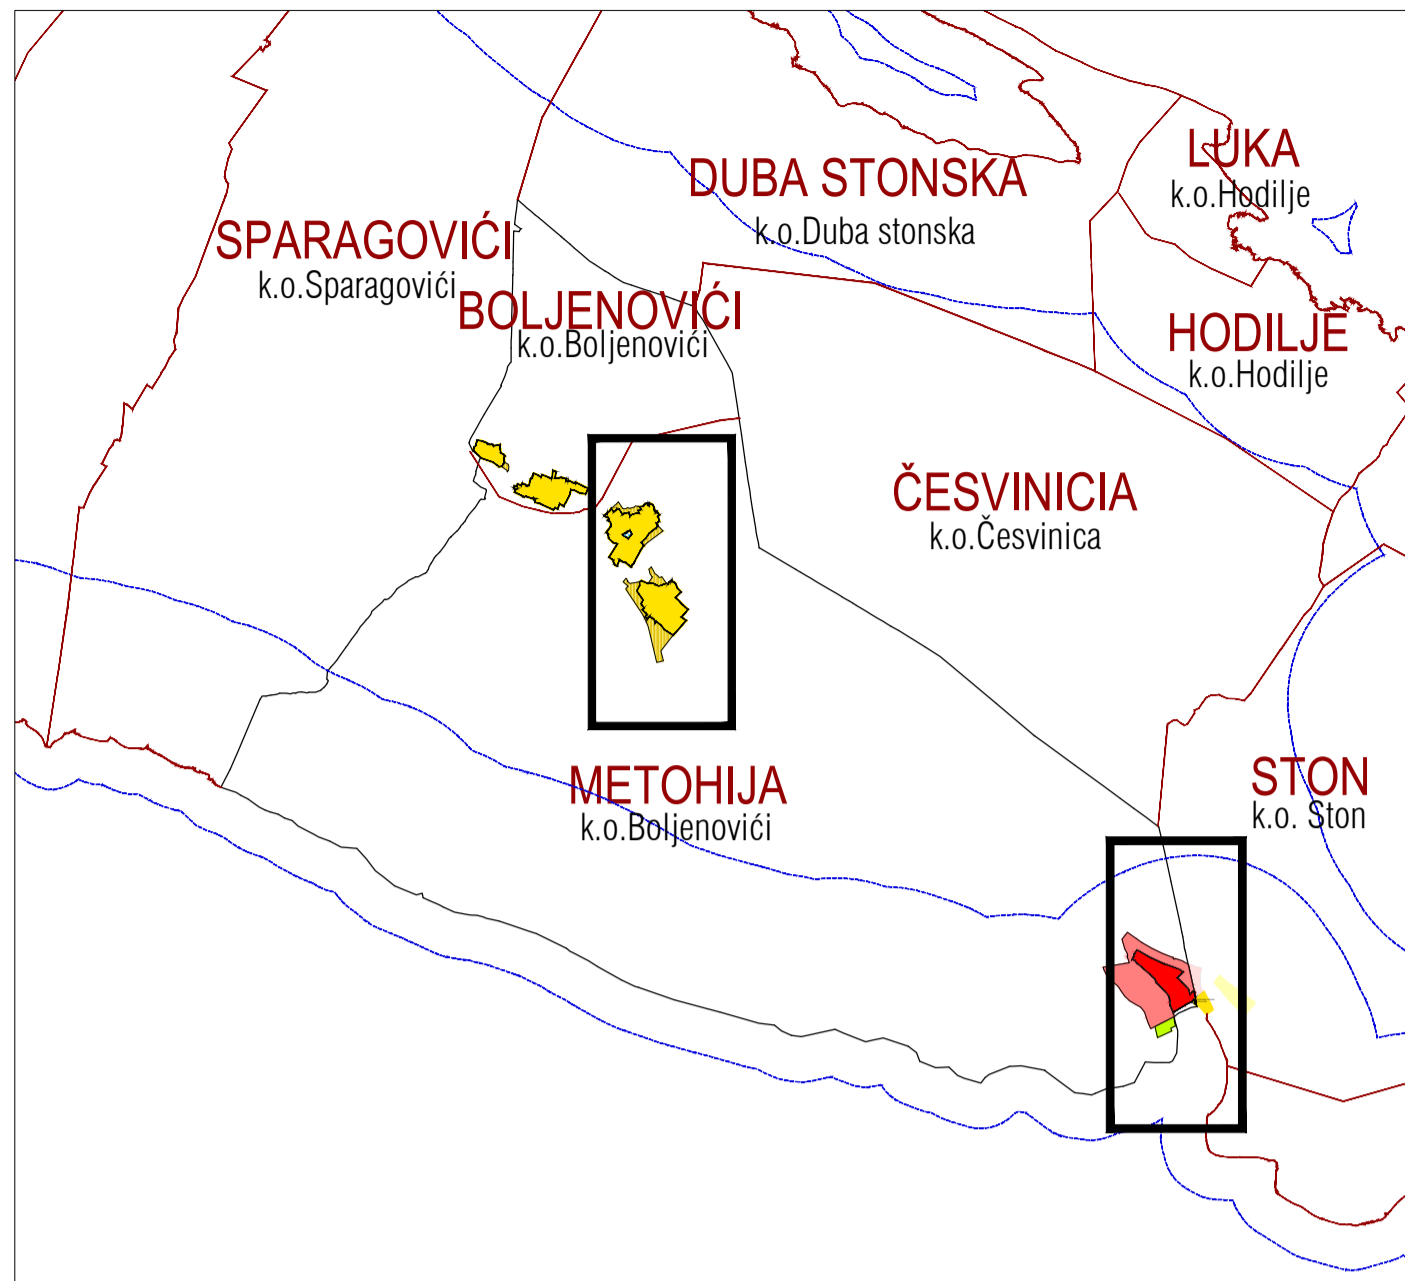 LUKA
k.o.Hodilje
DUBA STONSKA
k.o.Duba stonska
SPARAGOVIĆI
k.o.Sparagovići
BOLJENOVIĆI
k.o.Boljenovići
HODILJE
k.o.Hodilje
ČESVINICIA
k.o.Česvinica
METOHIJA
k.o.Boljenovići
STON
k.o. Ston